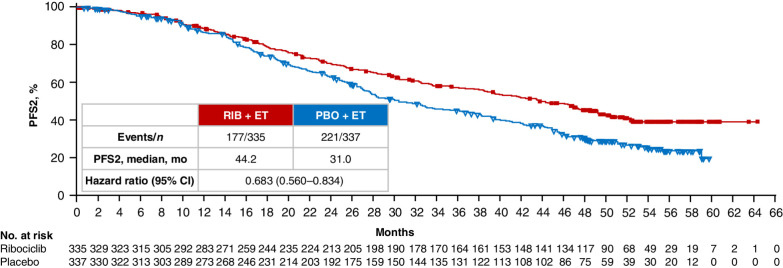 100
80
60
40
20
0
PFS2, %
RIB + ET PBO + ET
Events/n 177/335 221/337
PFS2, median, mo 44.2 31.0
Hazard ratio (95% CI) 0.683 (0.560–0.834)
0 2 4 6 8 10 12 14 16 18 20 22 24 26 28 30 32 34 36 38 40 42 44 46 48 50 52 54 56 58 60 62 64 66
Months
No. at risk
Ribociclib 335 329 323 315 305 292 283 271 259 244 235 224 213 205 198 190 178 170 164 161 153 148 141 134 117 90 68 49 29 19 7 2 1 0
Placebo 337 330 322 313 303 289 273 268 246 231 214 203 192 175 159 150 144 135 131 122 113 108 102 86 75 59 39 30 20 12 0 0 0 0